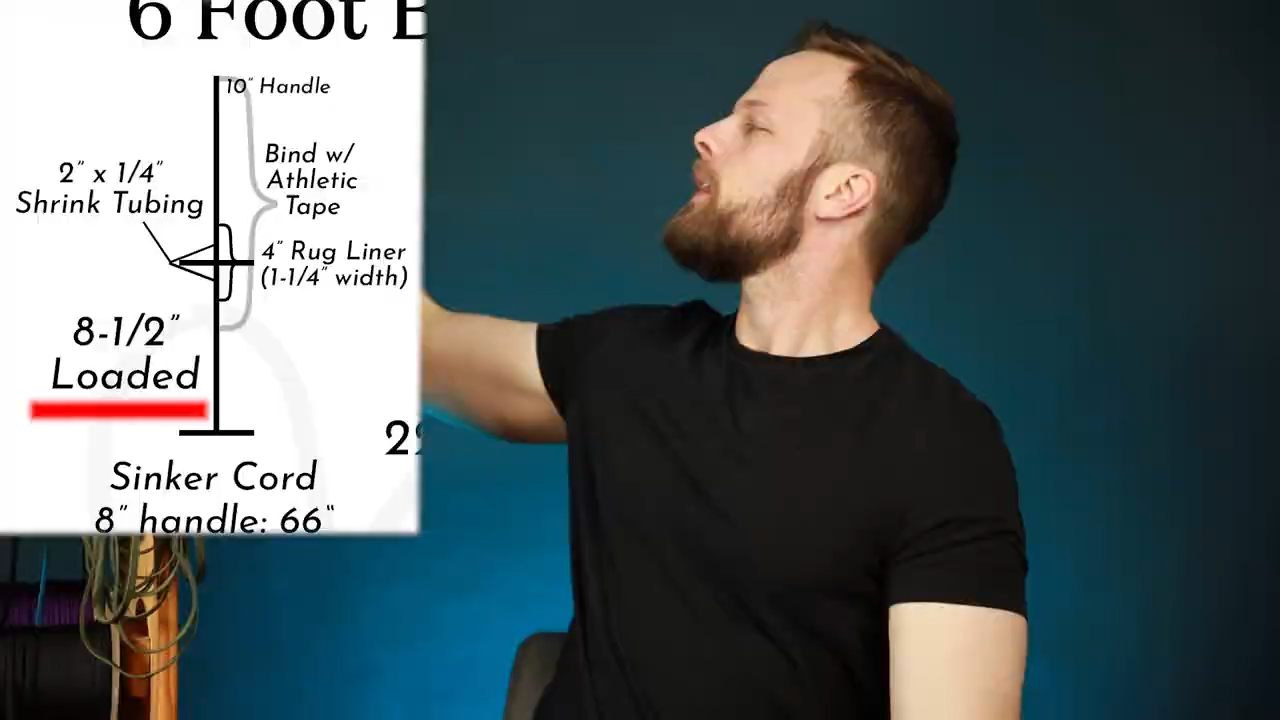 6 Foot
10" Handle
Bind w/
Athletic
Tape
2" x 1/4"
Shrink Tubing
4" Rug Liner
(1-1/4" width)
8-1/2"
Loaded
Sinker Cord
8" handle: 66"